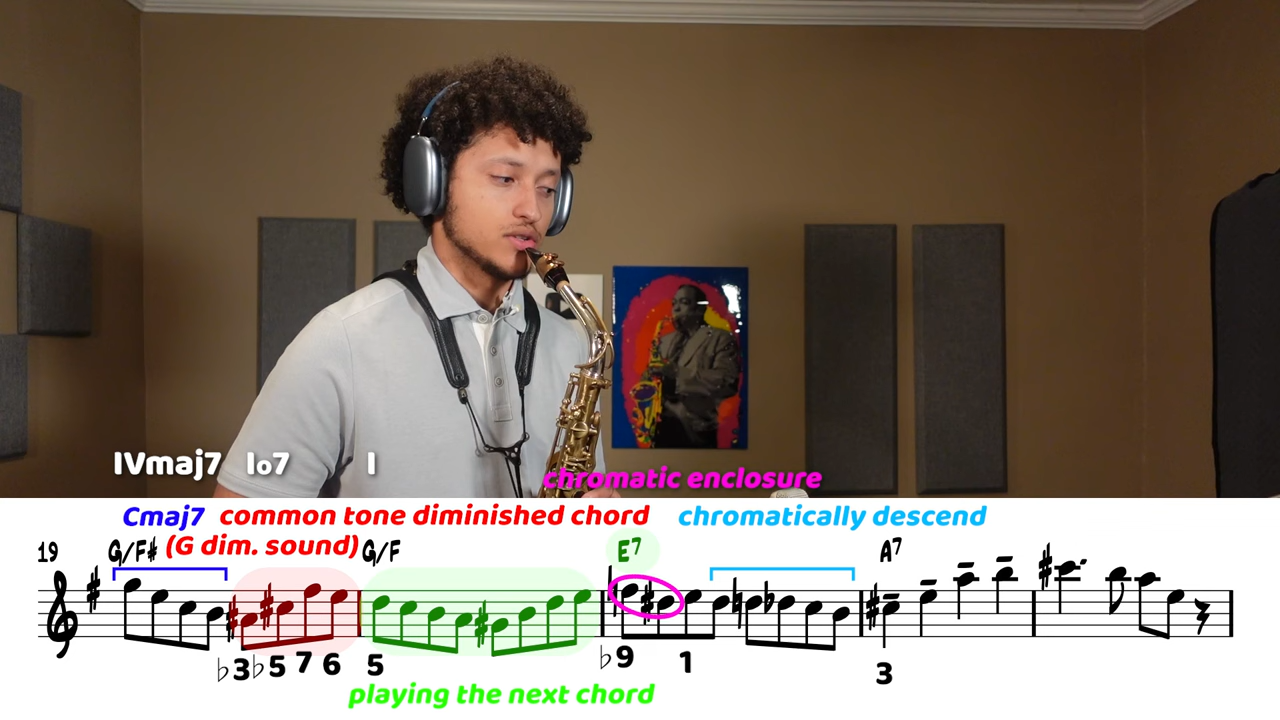 IVmaj7 Io7 I
chromatic enclosure
Cmaj7 common tone diminished chord chromatically descend
19 G/F# (G dim. sound) G/F E7 A7
♭3 ♭5 7 6 5 ♭9 1 3
playing the next chord